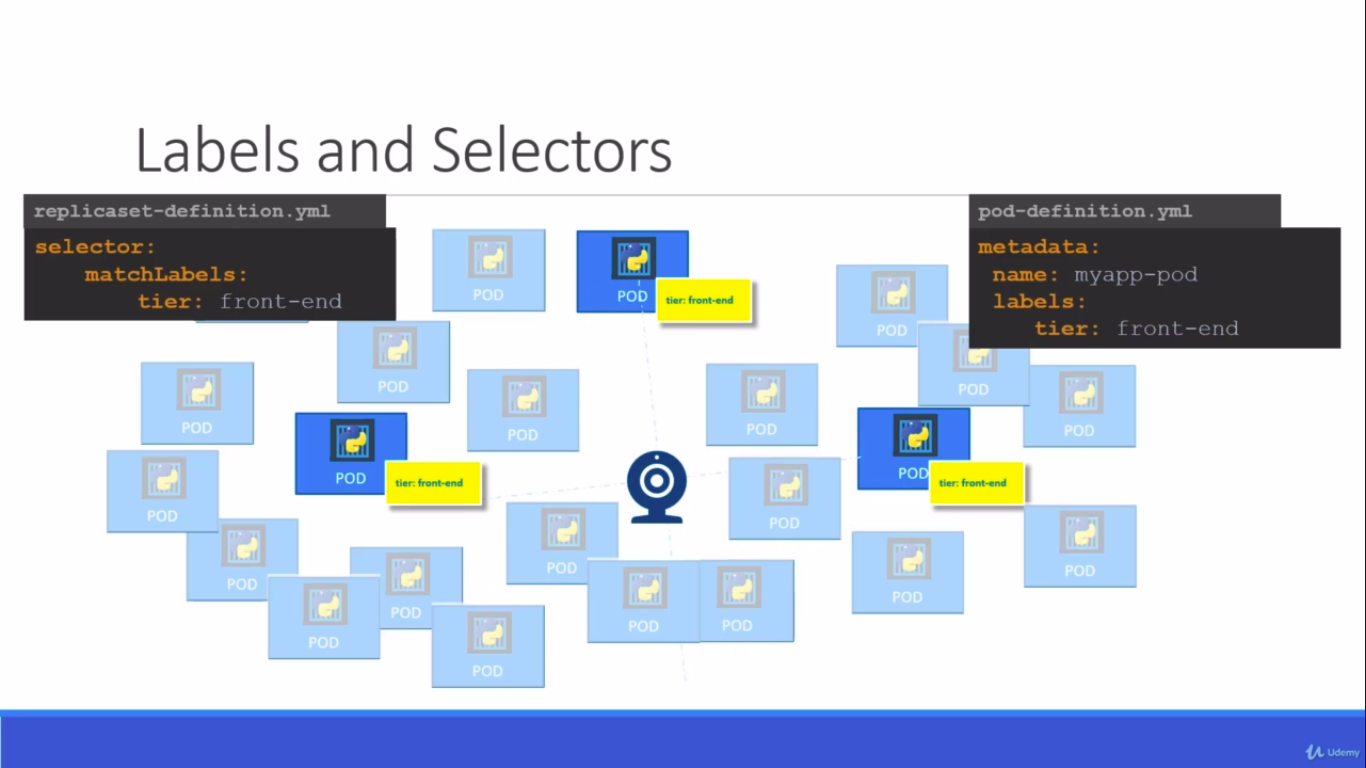 Labels and Selectors
replicaset-definition.yml
selector:
matchLabels:
tier: front-end
pod-definition.yml
metadata:
name: myapp-pod
labels:
tier: front-end
POD
POD
tier: front-end
POD
POD
POD
POD
POD
POD
POD
POD
tier: front-end
POD
tier: front-end
POD
POD
POD
POD
POD
POD
POD
POD
POD
POD
POD
POD
Udemy